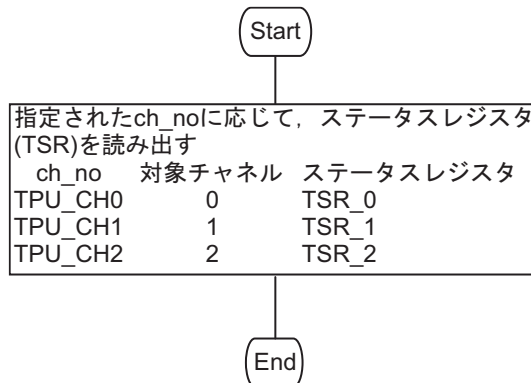 Start
指定されたch_noに応じて，ステータスレジスタ
(TSR)を読み出す
ch_no 対象チャネル ステータスレジスタ
TPU_CH0 0 TSR_0
TPU_CH1 1 TSR_1
TPU_CH2 2 TSR_2
End